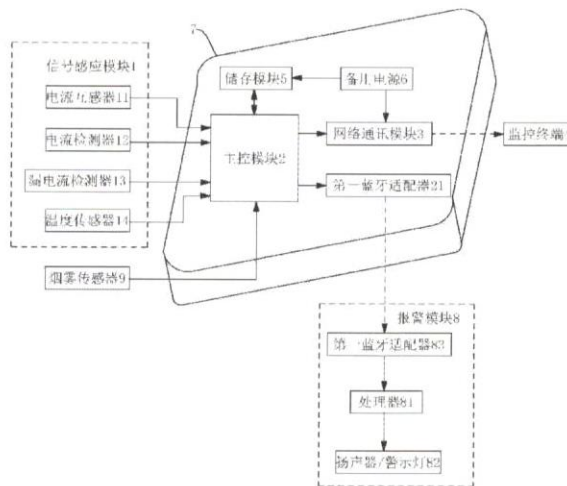 7
信号感应模块1
储存模块5
备用电源6
电流互感器11
电流检测器12
主控模块2
网络通讯模块3
监控终端
漏电流检测器13
第一蓝牙适配器21
温度传感器14
烟雾传感器9
报警模块8
蓝牙适配器83
处理器81
扬声器/警示灯82